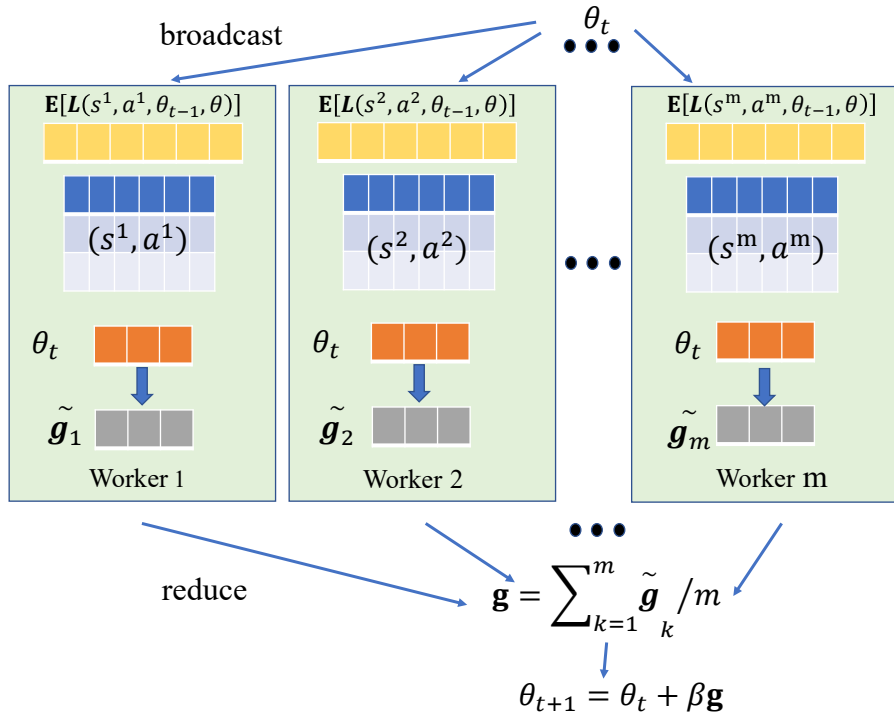 θ_t
broadcast
E[L(s^1, a^1, θ_{t−1}, θ)]
(s^1, a^1)
θ_t
g̃_1
Worker 1
E[L(s^2, a^2, θ_{t−1}, θ)]
(s^2, a^2)
θ_t
g̃_2
Worker 2
E[L(s^m, a^m, θ_{t−1}, θ)]
(s^m, a^m)
θ_t
g̃_m
Worker m
reduce
g = ∑_{k=1}^{m} g̃_k /m
θ_{t+1} = θ_t + βg